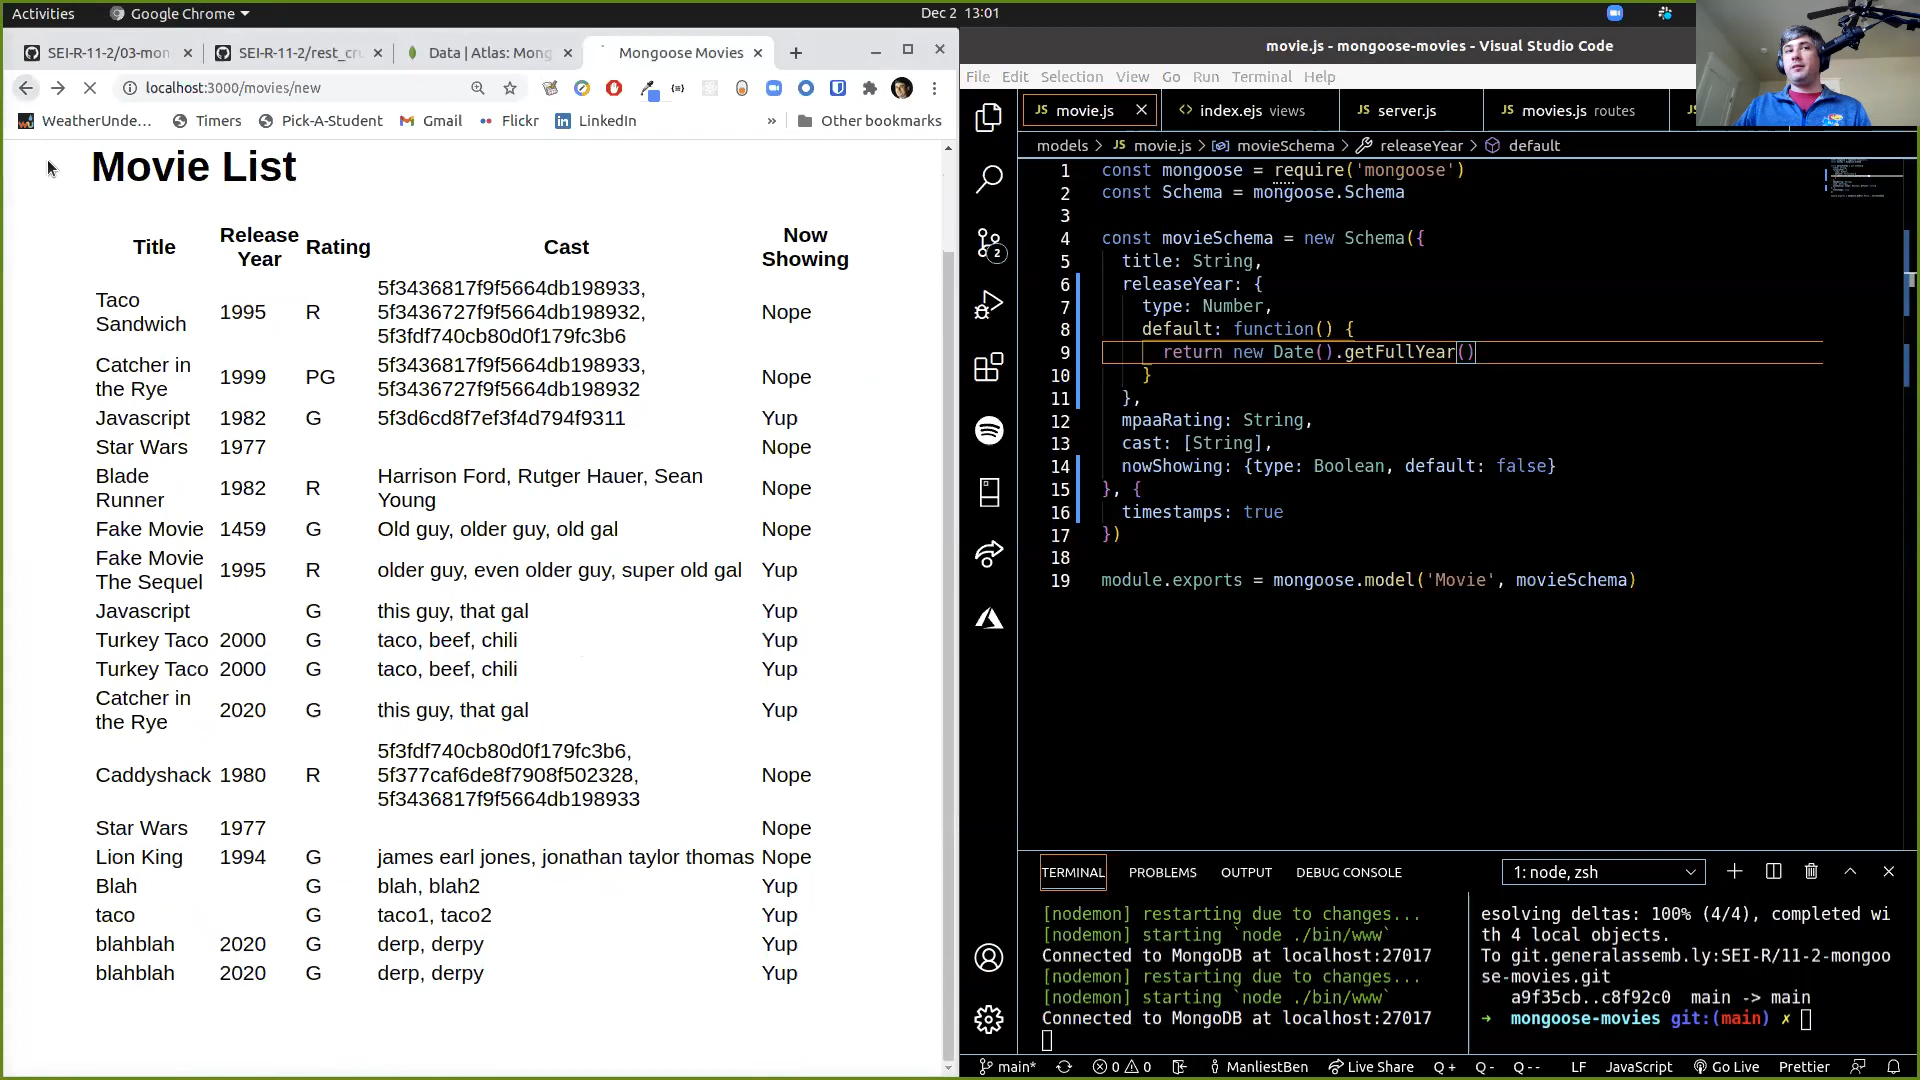 Activities
Google Chrome
Dec 2 13:01
SEI-R-11-2/03-mon
SEI-R-11-2/rest_cru
Data | Atlas: Mong
Mongoose Movies
localhost:3000/movies/new
WeatherUnde...
Timers
Pick-A-Student
Gmail
Flickr
LinkedIn
»
Other bookmarks
Movie List
Title Release Year Rating Cast Now Showing
Taco Sandwich 1995 R 5f3436817f9f5664db198933, 5f3436727f9f5664db198932, 5f3fdf740cb80d0f179fc3b6 Nope
Catcher in the Rye 1999 PG 5f3436817f9f5664db198933, 5f3436727f9f5664db198932 Nope
Javascript 1982 G 5f3d6cd8f7ef3f4d794f9311 Yup
Star Wars 1977 Nope
Blade Runner 1982 R Harrison Ford, Rutger Hauer, Sean Young Nope
Fake Movie 1459 G Old guy, older guy, old gal Nope
Fake Movie The Sequel 1995 R older guy, even older guy, super old gal Yup
Javascript G this guy, that gal Yup
Turkey Taco 2000 G taco, beef, chili Yup
Turkey Taco 2000 G taco, beef, chili Yup
Catcher in the Rye 2020 G this guy, that gal Yup
Caddyshack 1980 R 5f3fdf740cb80d0f179fc3b6, 5f377caf6de8f7908f502328, 5f3436817f9f5664db198933 Nope
Star Wars 1977 Nope
Lion King 1994 G james earl jones, jonathan taylor thomas Nope
Blah G blah, blah2 Yup
taco G taco1, taco2 Yup
blahblah 2020 G derp, derpy Yup
blahblah 2020 G derp, derpy Yup
movie.js - mongoose-movies - Visual Studio Code
File Edit Selection View Go Run Terminal Help
JS movie.js
<> index.ejs views
JS server.js
JS movies.js routes
JS
models > JS movie.js > movieSchema > releaseYear > default
2
1 const mongoose = require('mongoose')
2 const Schema = mongoose.Schema
3
4 const movieSchema = new Schema({
5 title: String,
6 releaseYear: {
7 type: Number,
8 default: function() {
9 return new Date().getFullYear()
10 }
11 },
12 mpaaRating: String,
13 cast: [String],
14 nowShowing: {type: Boolean, default: false}
15 }, {
16 timestamps: true
17 })
18
19 module.exports = mongoose.model('Movie', movieSchema)
TERMINAL PROBLEMS OUTPUT DEBUG CONSOLE
1: node, zsh
[nodemon] restarting due to changes...
[nodemon] starting `node ./bin/www`
Connected to MongoDB at localhost:27017
[nodemon] restarting due to changes...
[nodemon] starting `node ./bin/www`
Connected to MongoDB at localhost:27017
esolving deltas: 100% (4/4), completed wi
th 4 local objects.
To git.generalassemb.ly:SEI-R/11-2-mongoo
se-movies.git
a9f35cb..c8f92c0 main -> main
→ mongoose-movies git:(main) ✗
main* 0 0 ManliestBen Live Share Q + Q - Q -- LF JavaScript Go Live Prettier